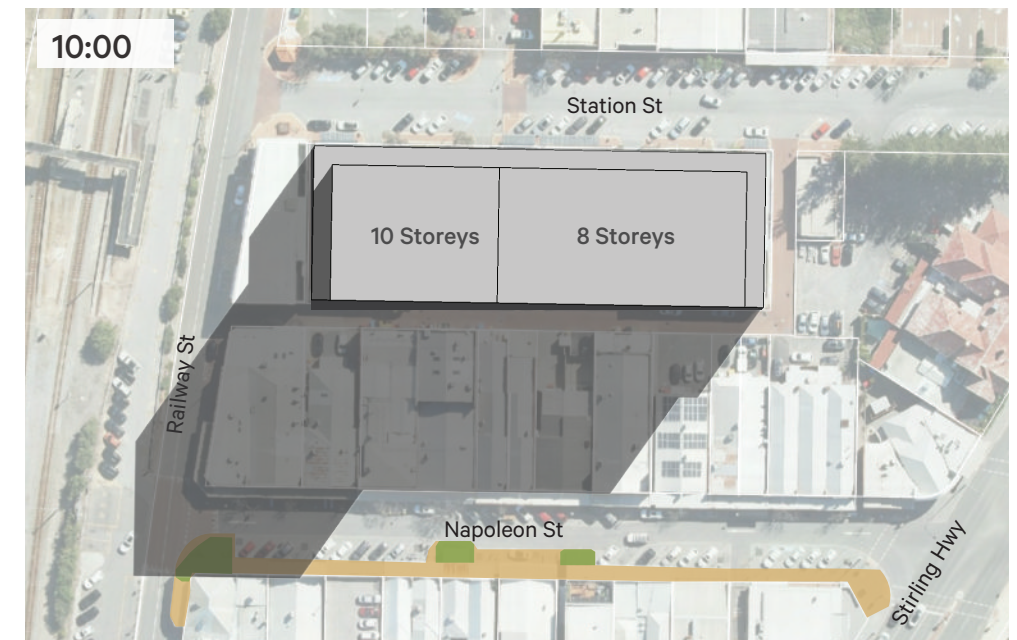 10:00
Station St
10 Storeys
8 Storeys
Railway St
Napoleon St
Stirling Hwy